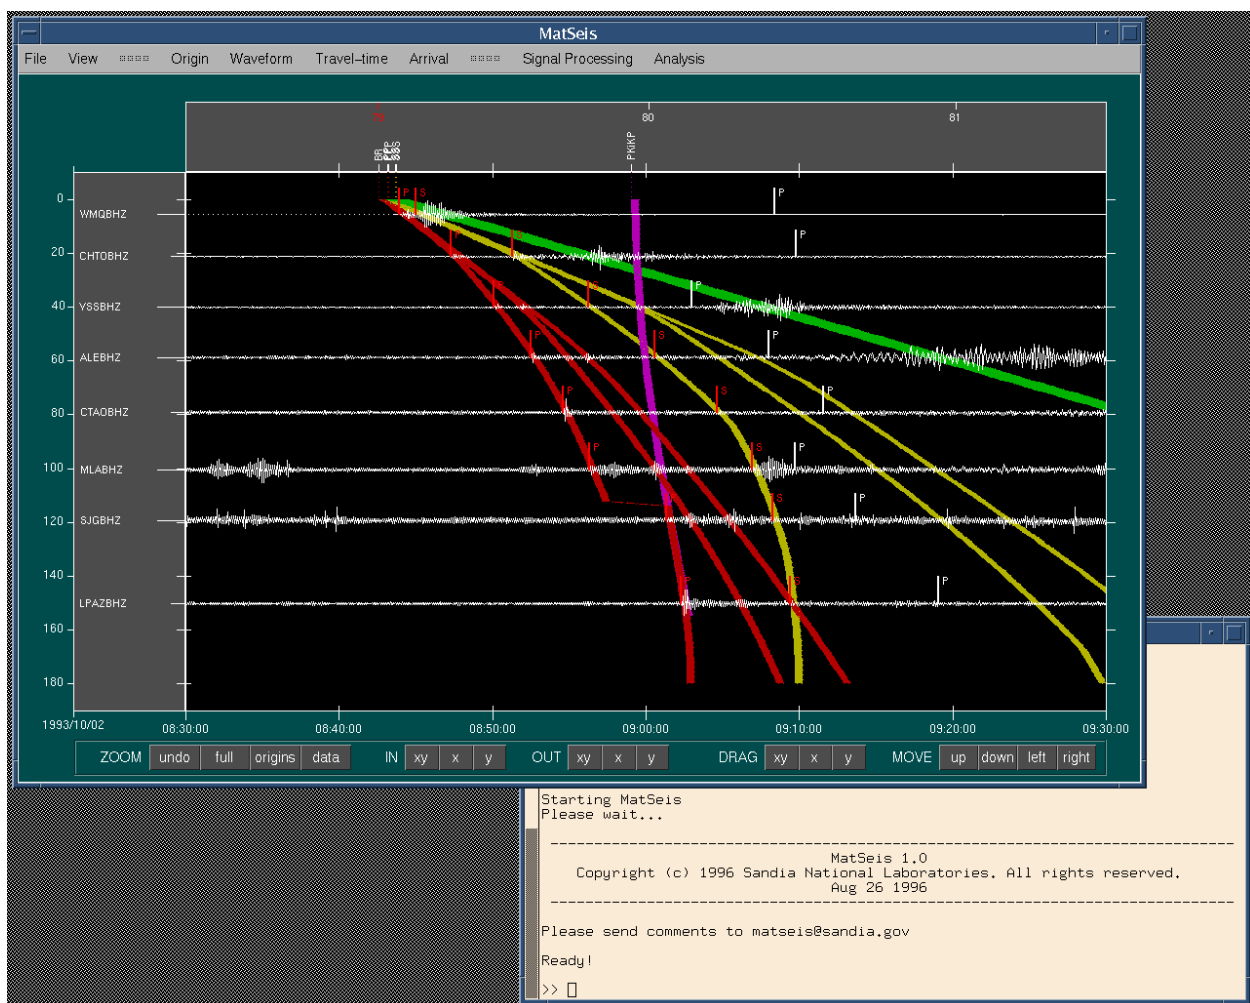 MatSeis
File View Origin Waveform Travel-time Arrival Signal Processing Analysis
79 80 81
PKiKP
0
WMQBHZ
P S P
20
CHTOBHZ
P S P
40
YSSBHZ
P S P
60
ALEBHZ
P S P
80
CTAOBHZ
P S P
100
MLABHZ
P S P
120
SJGBHZ
S P
140
LPAZBHZ
P S P
160
180
1993/10/02
08:30:00 08:40:00 08:50:00 09:00:00 09:10:00 09:20:00 09:30:00
ZOOM undo full origins data IN xy x y OUT xy x y DRAG xy x y MOVE up down left right
Starting MatSeis
Please wait...
MatSeis 1.0
Copyright (c) 1996 Sandia National Laboratories. All rights reserved.
Aug 26 1996
Please send comments to matseis@sandia.gov
Ready!
>>